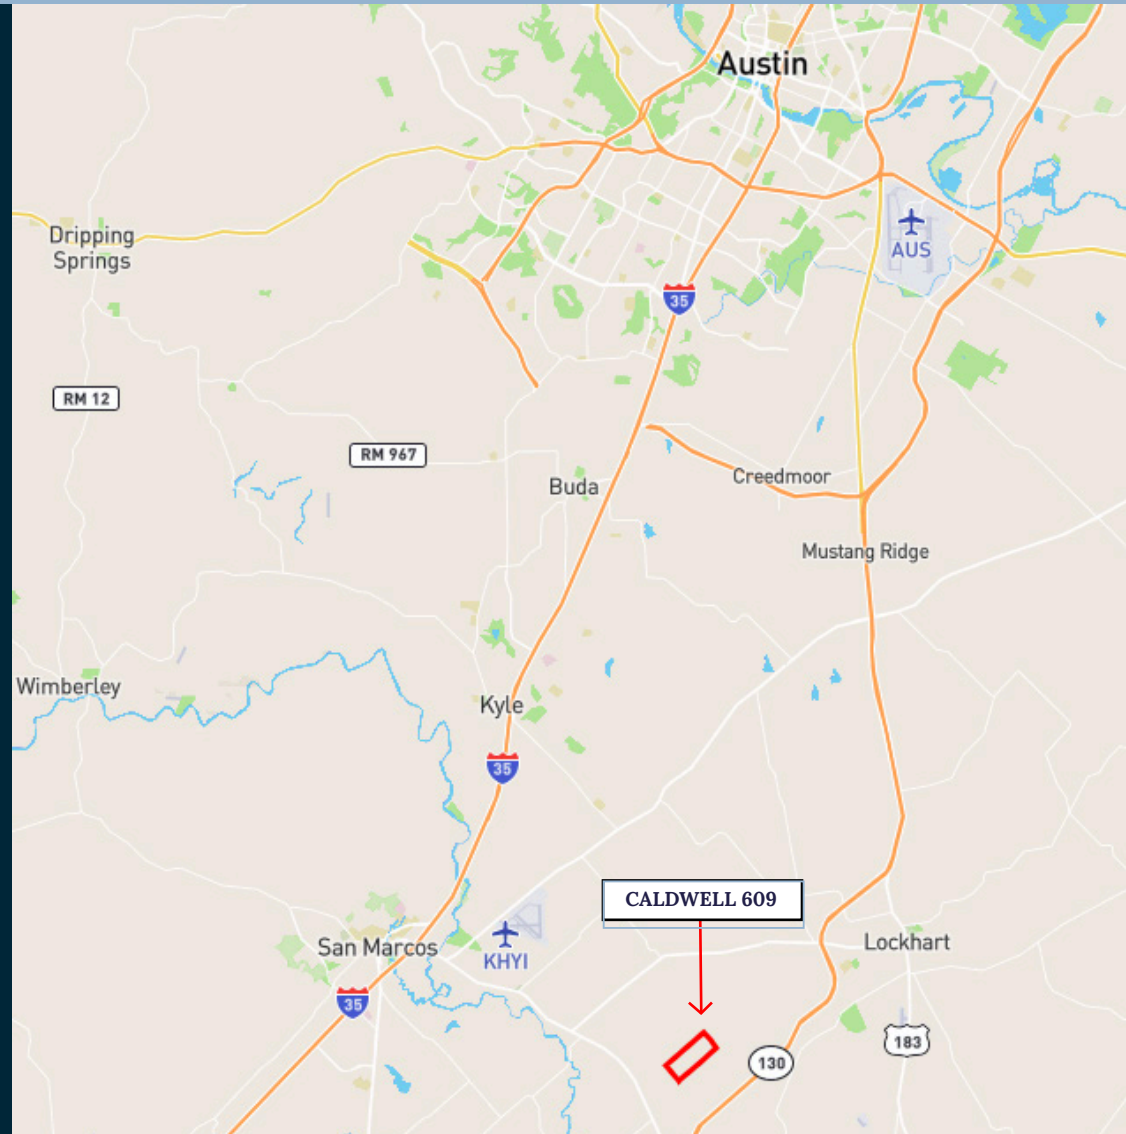 Austin
Dripping
Springs
AUS
35
RM 12
RM 967
Buda
Creedmoor
Mustang Ridge
Wimberley
Kyle
35
CALDWELL 609
San Marcos
KHYI
Lockhart
35
183
130